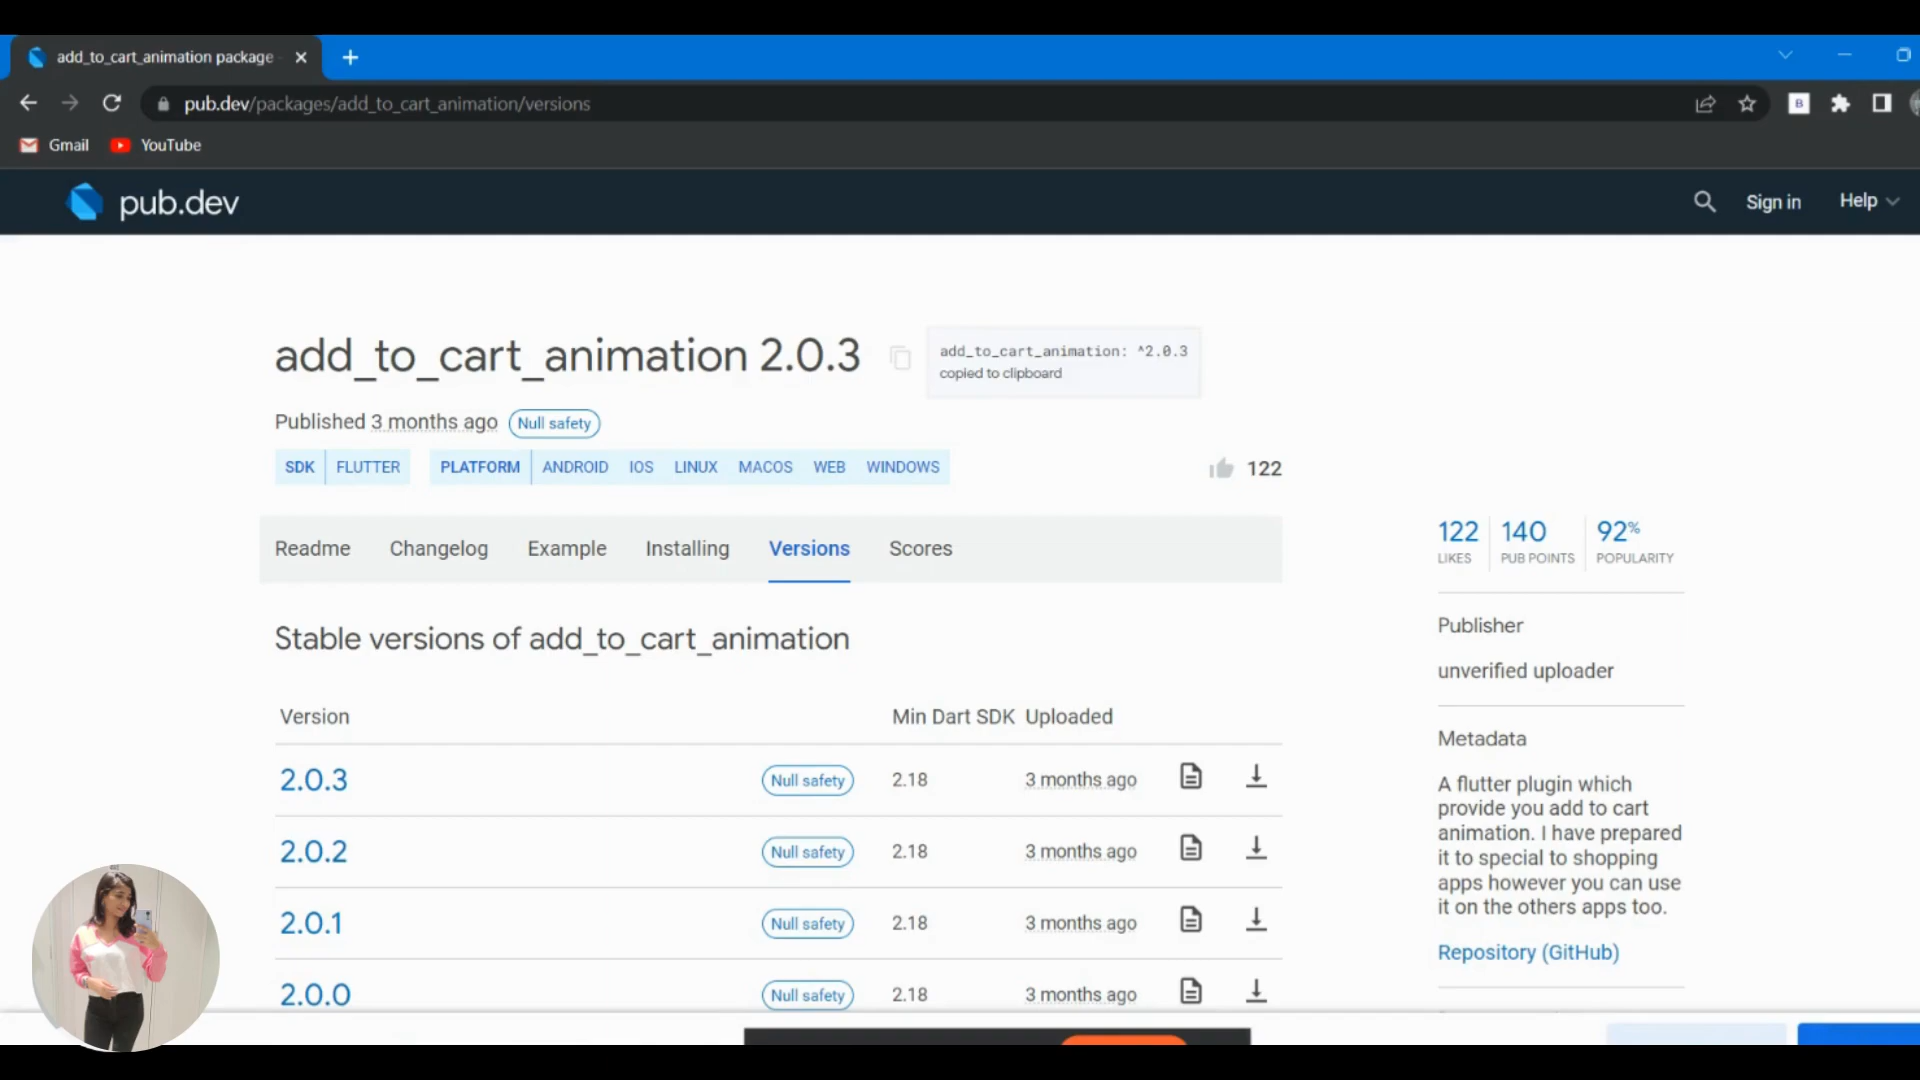 add_to_cart_animation package
pub.dev/packages/add_to_cart_animation/versions
B
Gmail
YouTube
pub.dev
Sign in
Help
add_to_cart_animation 2.0.3
add_to_cart_animation: ^2.0.3
copied to clipboard
Published 3 months ago
Null safety
SDK FLUTTER PLATFORM ANDROID IOS LINUX MACOS WEB WINDOWS
122
Readme Changelog Example Installing Versions Scores
122 LIKES
140 PUB POINTS
92% POPULARITY
Publisher
unverified uploader
Metadata
A flutter plugin which
provide you add to cart
animation. I have prepared
it to special to shopping
apps however you can use
it on the others apps too.
Repository (GitHub)
Stable versions of add_to_cart_animation
Version Min Dart SDK Uploaded
2.0.3 Null safety 2.18 3 months ago
2.0.2 Null safety 2.18 3 months ago
2.0.1 Null safety 2.18 3 months ago
2.0.0 Null safety 2.18 3 months ago